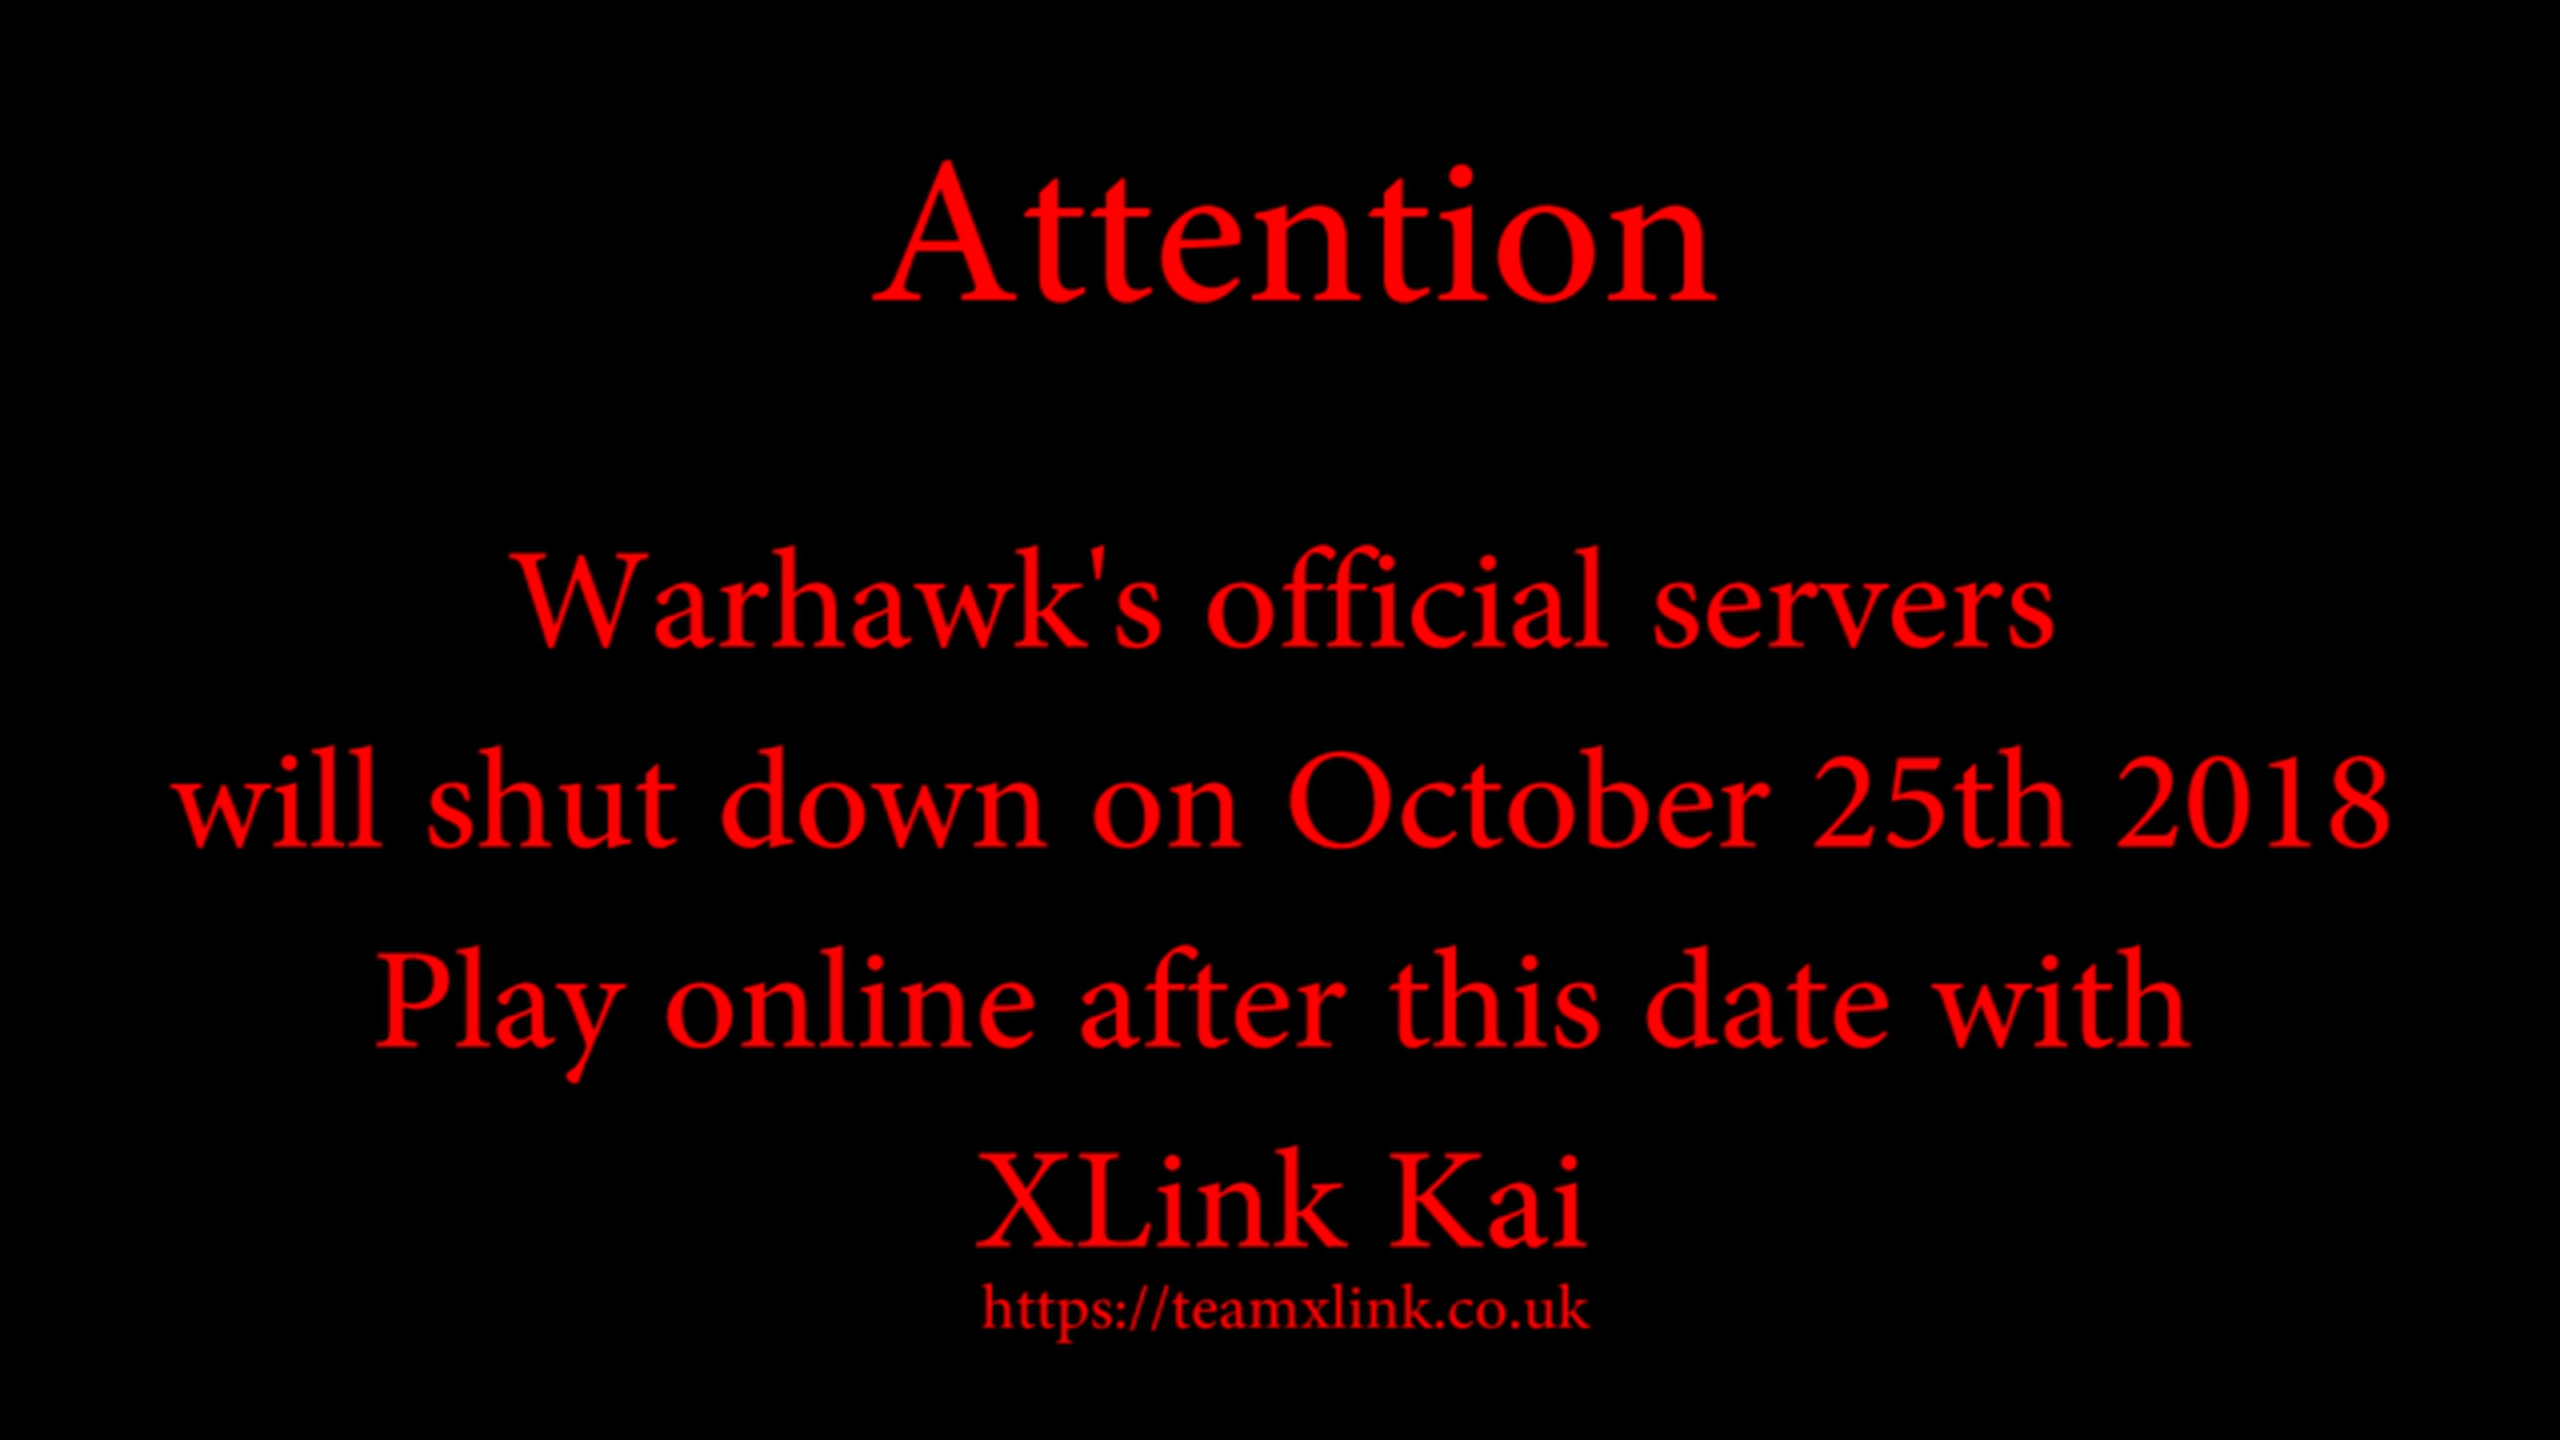 Attention
Warhawk's official servers
will shut down on October 25th 2018
Play online after this date with
XLink Kai
https://teamxlink.co.uk